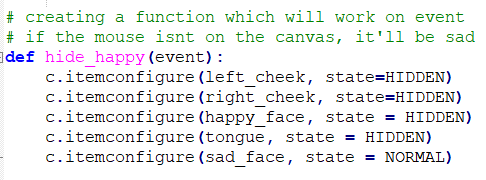 # creating a function which will work on event
# if the mouse isnt on the canvas, it'll be sad
def hide_happy(event):
    c.itemconfigure(left_cheek, state=HIDDEN)
    c.itemconfigure(right_cheek, state=HIDDEN)
    c.itemconfigure(happy_face, state = HIDDEN)
    c.itemconfigure(tongue, state = HIDDEN)
    c.itemconfigure(sad_face, state = NORMAL)